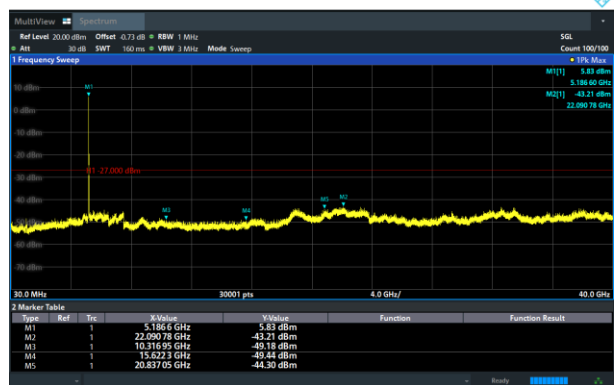 MultiView Spectrum
Ref Level 20.00 dBm Offset -0.73 dB RBW 1 MHz SGL
Att 30 dB SWT 160 ms VBW 3 MHz Mode Sweep Count 100/100
1 Frequency Sweep 1Pk Max
M1[1] 5.83 dBm
5.186 60 GHz
M2[1] -43.21 dBm
22.090 78 GHz
10 dBm
M1
0 dBm
-10 dBm
-20 dBm
H1 -27.000 dBm
-30 dBm
-40 dBm
M3 M4 M5 M2
-50 dBm
-60 dBm
-70 dBm
30.0 MHz 30001 pts 4.0 GHz/ 40.0 GHz
2 Marker Table
Type Ref Trc X-Value Y-Value Function Function Result
M1 1 5.186 6 GHz 5.83 dBm
M2 1 22.090 78 GHz -43.21 dBm
M3 1 10.316 95 GHz -49.18 dBm
M4 1 15.622 3 GHz -49.44 dBm
M5 1 20.837 05 GHz -44.30 dBm
Ready